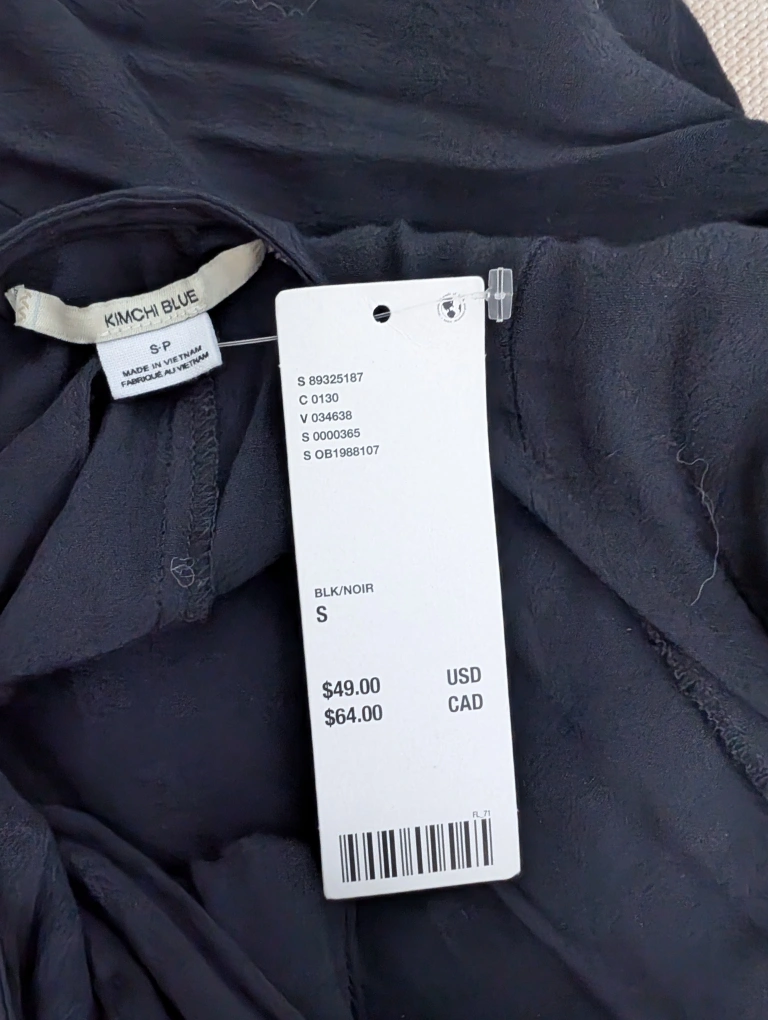 KIMCHI BLUE
S-P
MADE IN VIETNAM
FABRIQUÉ AU VIETNAM
S 89325187
C 0130
V 034638
S 0000365
S OB1988107
BLK/NOIR
S
$49.00 USD
$64.00 CAD
FL_71